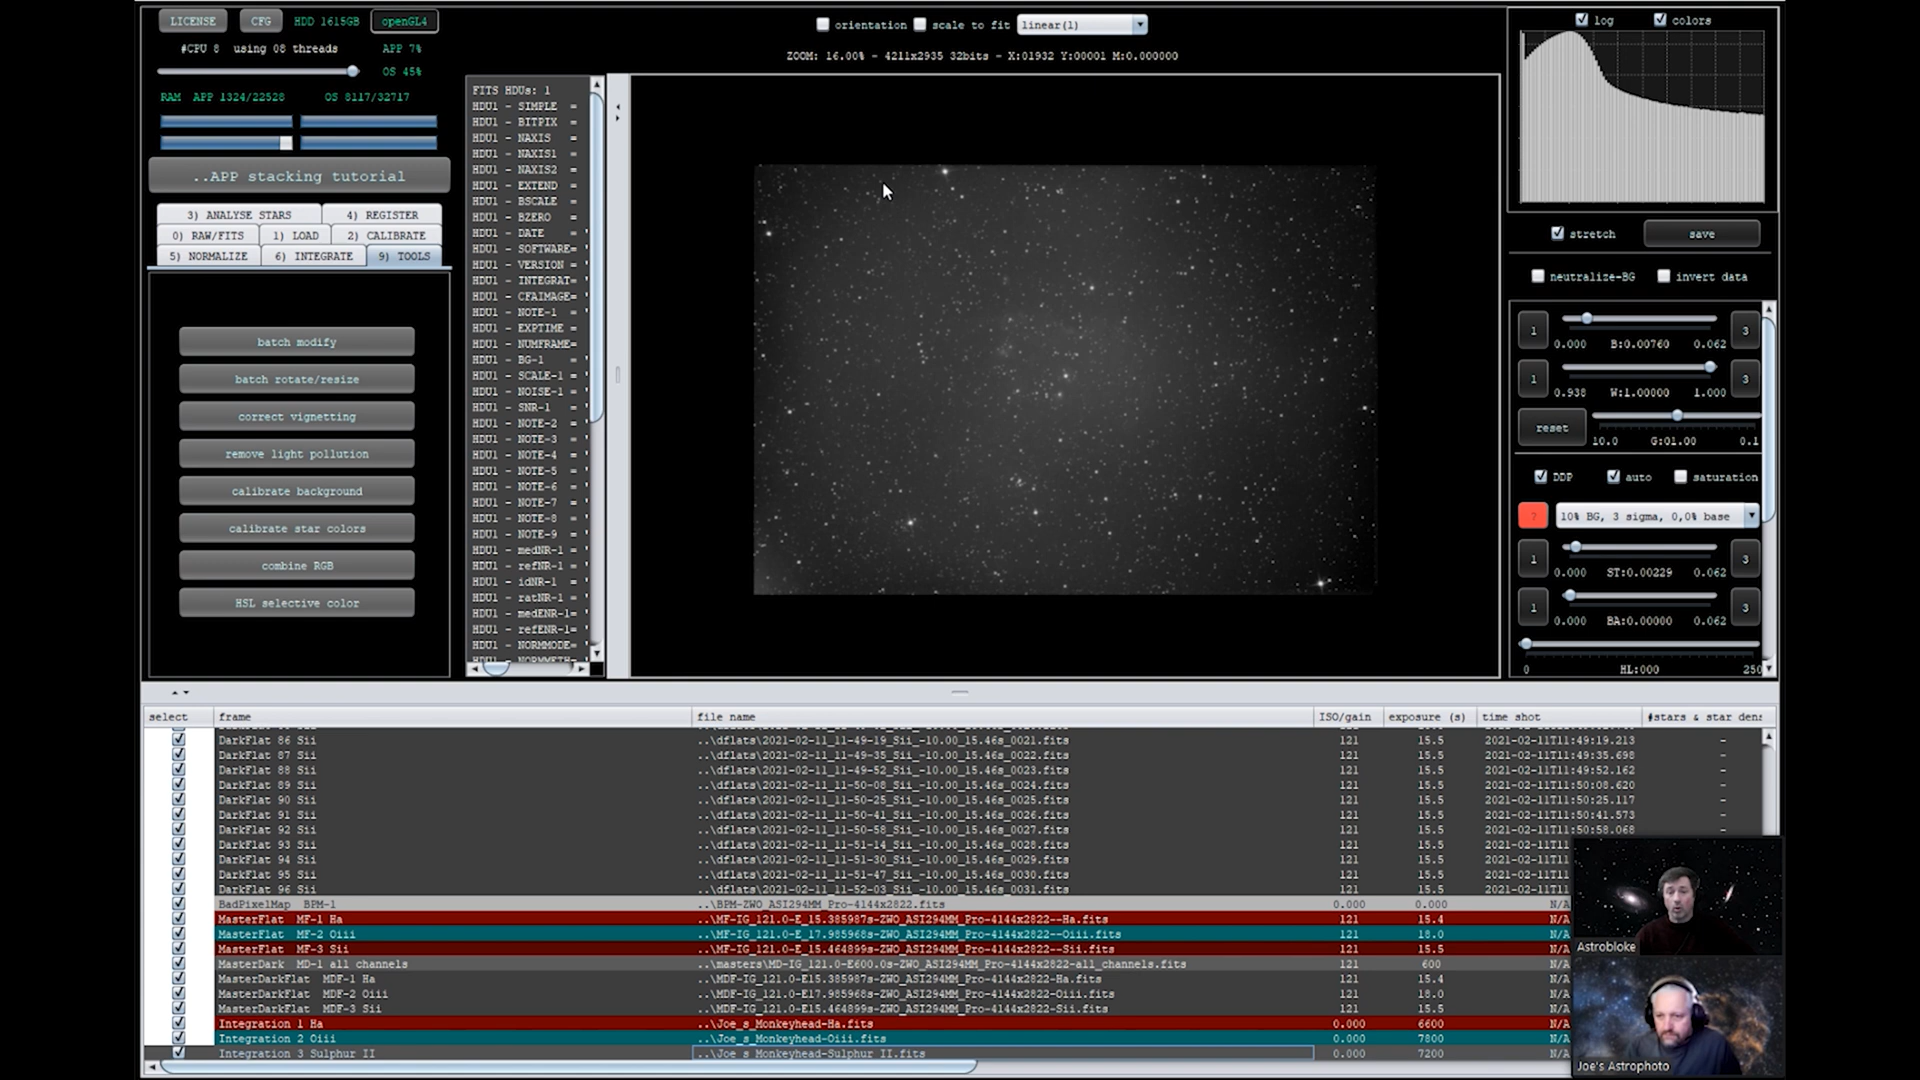 LICENSE CFG HDD 1615GB openGL4
#CPU 8 using 08 threads APP 7%
OS 45%
RAM APP 1324/22528 OS 8117/32717
..APP stacking tutorial
3) ANALYSE STARS 4) REGISTER
0) RAW/FITS 1) LOAD 2) CALIBRATE
5) NORMALIZE 6) INTEGRATE 9) TOOLS
batch modify
batch rotate/resize
correct vignetting
remove light pollution
calibrate background
calibrate star colors
combine RGB
HSL selective color
FITS HDUs: 1
HDU1 - SIMPLE =
HDU1 - BITPIX =
HDU1 - NAXIS =
HDU1 - NAXIS1 =
HDU1 - NAXIS2 =
HDU1 - EXTEND =
HDU1 - BSCALE =
HDU1 - BZERO =
HDU1 - DATE =
HDU1 - SOFTWARE=
HDU1 - VERSION =
HDU1 - INTEGRAT=
HDU1 - CFAIMAGE=
HDU1 - NOTE-1 =
HDU1 - EXPTIME =
HDU1 - NUMFRAME=
HDU1 - BG-1 = '
HDU1 - SCALE-1 = '
HDU1 - NOISE-1 = '
HDU1 - SNR-1 = '
HDU1 - NOTE-2 = '
HDU1 - NOTE-3 = '
HDU1 - NOTE-4 = '
HDU1 - NOTE-5 = '
HDU1 - NOTE-6 = '
HDU1 - NOTE-7 = '
HDU1 - NOTE-8 = '
HDU1 - NOTE-9 = '
HDU1 - medNR-1 = '
HDU1 - refNR-1 = '
HDU1 - idNR-1 = '
HDU1 - ratNR-1 = '
HDU1 - medENR-1= '
HDU1 - refENR-1= '
HDU1 - NORMMODE= '
HDU1 - NORMMETH= '
orientation scale to fit linear(1)
ZOOM: 16.00% - 4211x2935 32bits - X:01932 Y:00001 M:0.000000
log colors
stretch save
neutralize-BG invert data
1 3
0.000 B:0.00760 0.062
1 3
0.938 W:1.00000 1.000
reset
10.0 G:01.00 0.1
DDP auto saturation
? 10% BG, 3 sigma, 0,0% base
1 3
0.000 ST:0.00229 0.062
1 3
0.000 BA:0.00000 0.062
0 HL:000 250
select frame file name ISO/gain exposure (s) time shot #stars & star dens
DarkFlat 86 Sii ..\dflats\2021-02-11_11-49-19_Sii_-10.00_15.46s_0021.fits 121 15.5 2021-02-11T11:49:19.213 -
DarkFlat 87 Sii ..\dflats\2021-02-11_11-49-35_Sii_-10.00_15.46s_0022.fits 121 15.5 2021-02-11T11:49:35.698 -
DarkFlat 88 Sii ..\dflats\2021-02-11_11-49-52_Sii_-10.00_15.46s_0023.fits 121 15.5 2021-02-11T11:49:52.162 -
DarkFlat 89 Sii ..\dflats\2021-02-11_11-50-08_Sii_-10.00_15.46s_0024.fits 121 15.5 2021-02-11T11:50:08.620 -
DarkFlat 90 Sii ..\dflats\2021-02-11_11-50-25_Sii_-10.00_15.46s_0025.fits 121 15.5 2021-02-11T11:50:25.117 -
DarkFlat 91 Sii ..\dflats\2021-02-11_11-50-41_Sii_-10.00_15.46s_0026.fits 121 15.5 2021-02-11T11:50:41.573 -
DarkFlat 92 Sii ..\dflats\2021-02-11_11-50-58_Sii_-10.00_15.46s_0027.fits 121 15.5 2021-02-11T11:50:58.068 -
DarkFlat 93 Sii ..\dflats\2021-02-11_11-51-14_Sii_-10.00_15.46s_0028.fits 121 15.5 2021-02-11T11
DarkFlat 94 Sii ..\dflats\2021-02-11_11-51-30_Sii_-10.00_15.46s_0029.fits 121 15.5 2021-02-11T11
DarkFlat 95 Sii ..\dflats\2021-02-11_11-51-47_Sii_-10.00_15.46s_0030.fits 121 15.5 2021-02-11T11
DarkFlat 96 Sii ..\dflats\2021-02-11_11-52-03_Sii_-10.00_15.46s_0031.fits 121 15.5 2021-02-11T11
BadPixelMap BPM-1 ..\BPM-ZWO_ASI294MM_Pro-4144x2822.fits 0.000 0.000 N/A
MasterFlat MF-1 Ha ..\MF-IG_121.0-E_15.385987s-ZWO_ASI294MM_Pro-4144x2822--Ha.fits 121 15.4 N/A
MasterFlat MF-2 Oiii ..\MF-IG_121.0-E_17.985968s-ZWO_ASI294MM_Pro-4144x2822--Oiii.fits 121 18.0 N/A
MasterFlat MF-3 Sii ..\MF-IG_121.0-E_15.464899s-ZWO_ASI294MM_Pro-4144x2822--Sii.fits 121 15.5 N/A
MasterDark MD-1 all channels ..\masters\MD-IG_121.0-E600.0s-ZWO_ASI294MM_Pro-4144x2822-all_channels.fits 121 600 N/A
MasterDarkFlat MDF-1 Ha ..\MDF-IG_121.0-E15.385987s-ZWO_ASI294MM_Pro-4144x2822-Ha.fits 121 15.4 N/A
MasterDarkFlat MDF-2 Oiii ..\MDF-IG_121.0-E17.985968s-ZWO_ASI294MM_Pro-4144x2822-Oiii.fits 121 18.0 N/A
MasterDarkFlat MDF-3 Sii ..\MDF-IG_121.0-E15.464899s-ZWO_ASI294MM_Pro-4144x2822-Sii.fits 121 15.5 N/A
Integration 1 Ha ..\Joe_s_Monkeyhead-Ha.fits 0.000 6600 N/A
Integration 2 Oiii ..\Joe_s_Monkeyhead-Oiii.fits 0.000 7800 N/A
Integration 3 Sulphur II ..\Joe_s_Monkeyhead-Sulphur II.fits 0.000 7200 N/A
Astrobloke
Joe's Astrophoto